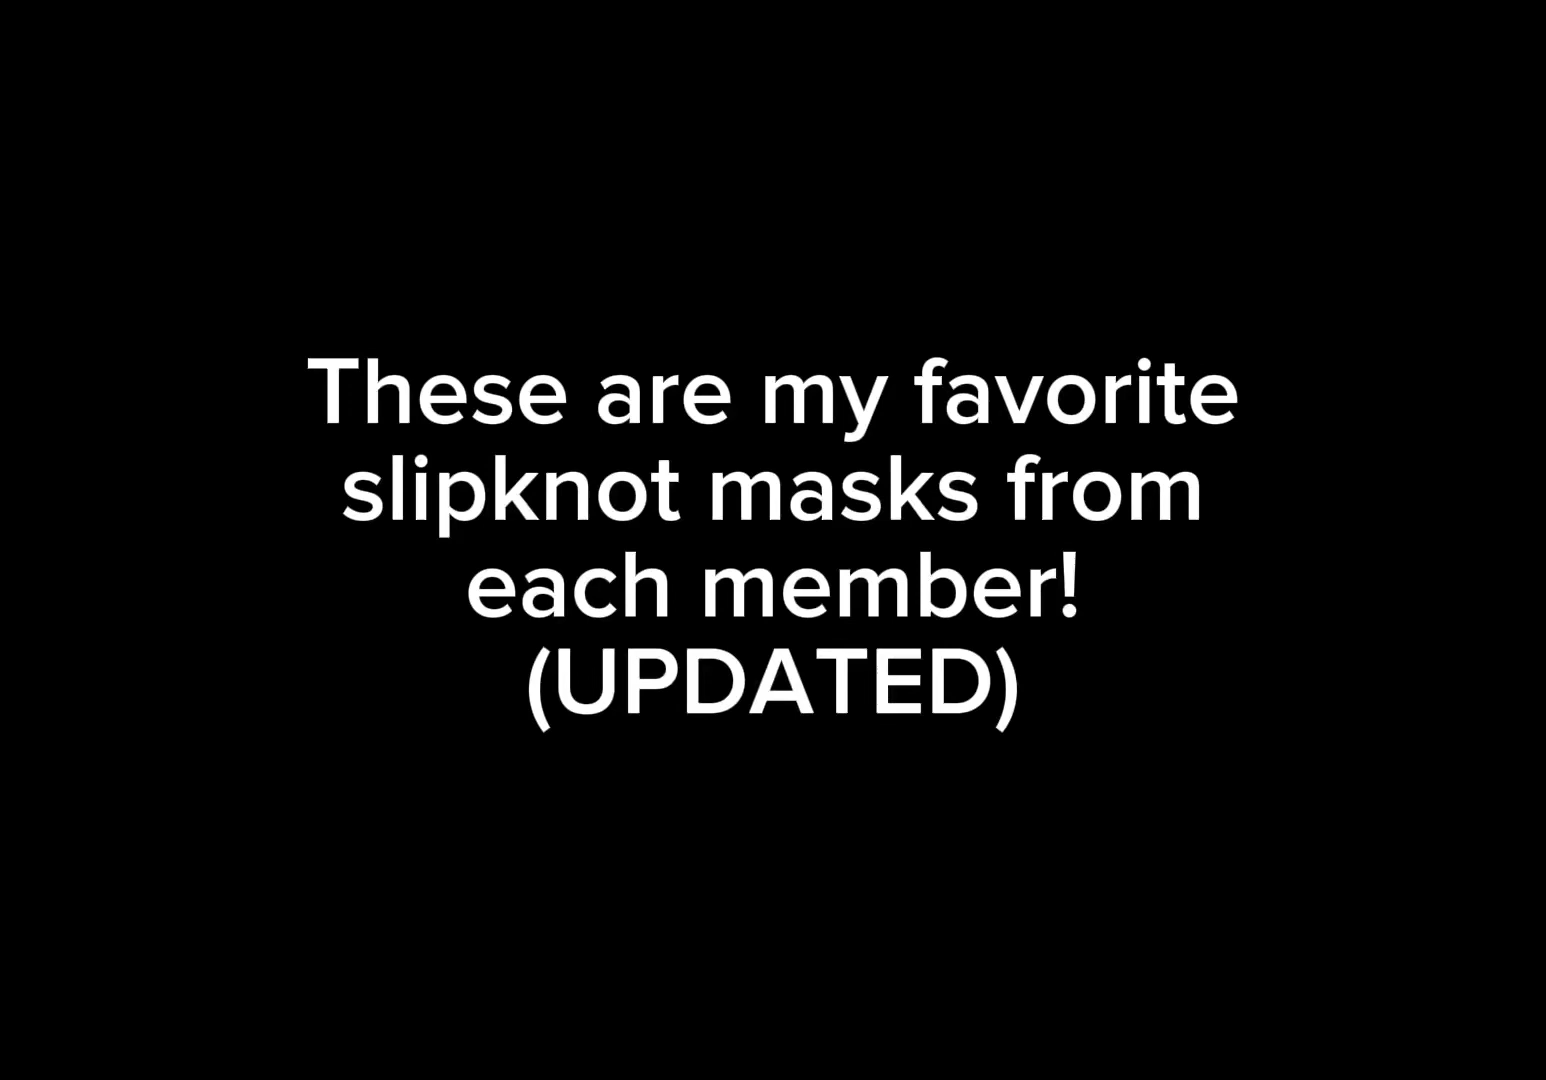 These are my favorite
slipknot masks from
each member!
(UPDATED)